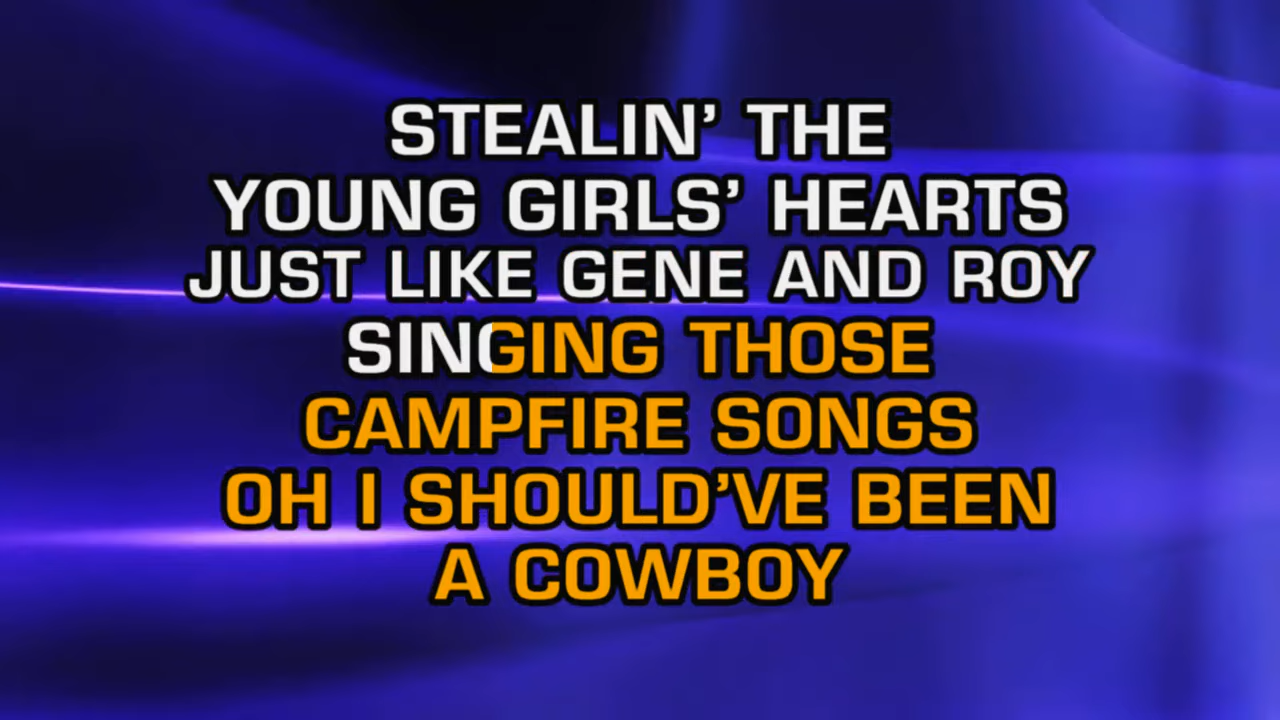 STEALIN’ THE
YOUNG GIRLS’ HEARTS
JUST LIKE GENE AND ROY
SINGING THOSE
CAMPFIRE SONGS
OH I SHOULD’VE BEEN
A COWBOY